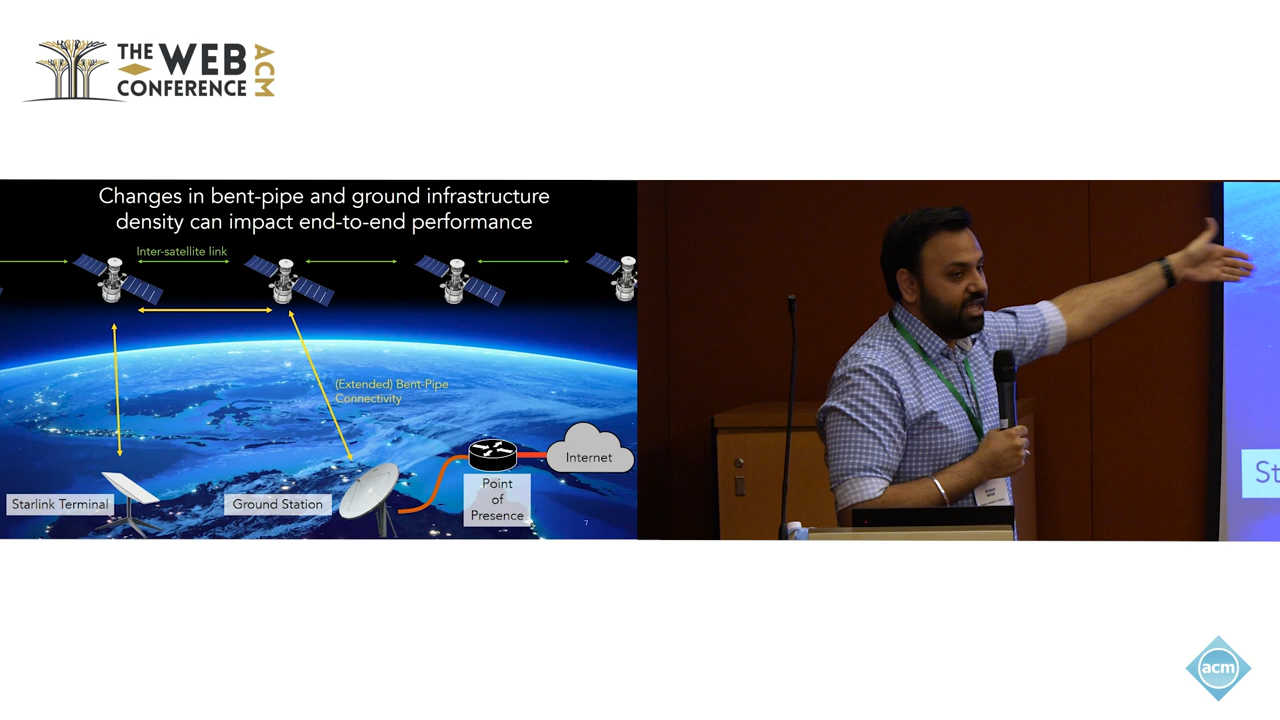 THE WEB
CONFERENCE
ACM
Changes in bent-pipe and ground infrastructure
density can impact end-to-end performance
Inter-satellite link
(Extended) Bent-Pipe
Connectivity
Internet
Starlink Terminal
Ground Station
Point
of
Presence
7
St
acm